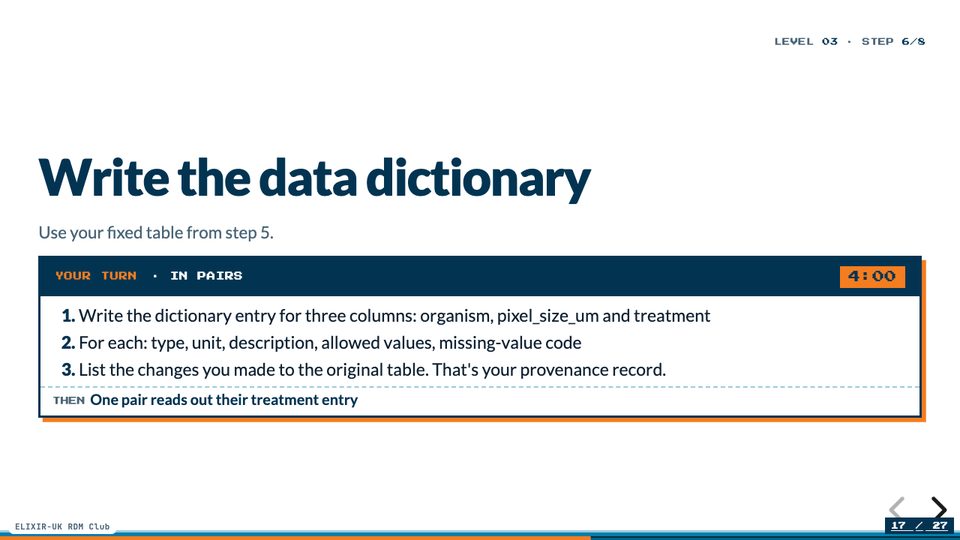 LEVEL 03 · STEP 6/8
Write the data dictionary
Use your fixed table from step 5.
YOUR TURN · IN PAIRS
4:00
1. Write the dictionary entry for three columns: organism, pixel_size_um and treatment
2. For each: type, unit, description, allowed values, missing-value code
3. List the changes you made to the original table. That's your provenance record.
THEN One pair reads out their treatment entry
ELIXIR-UK RDM Club
17 / 27